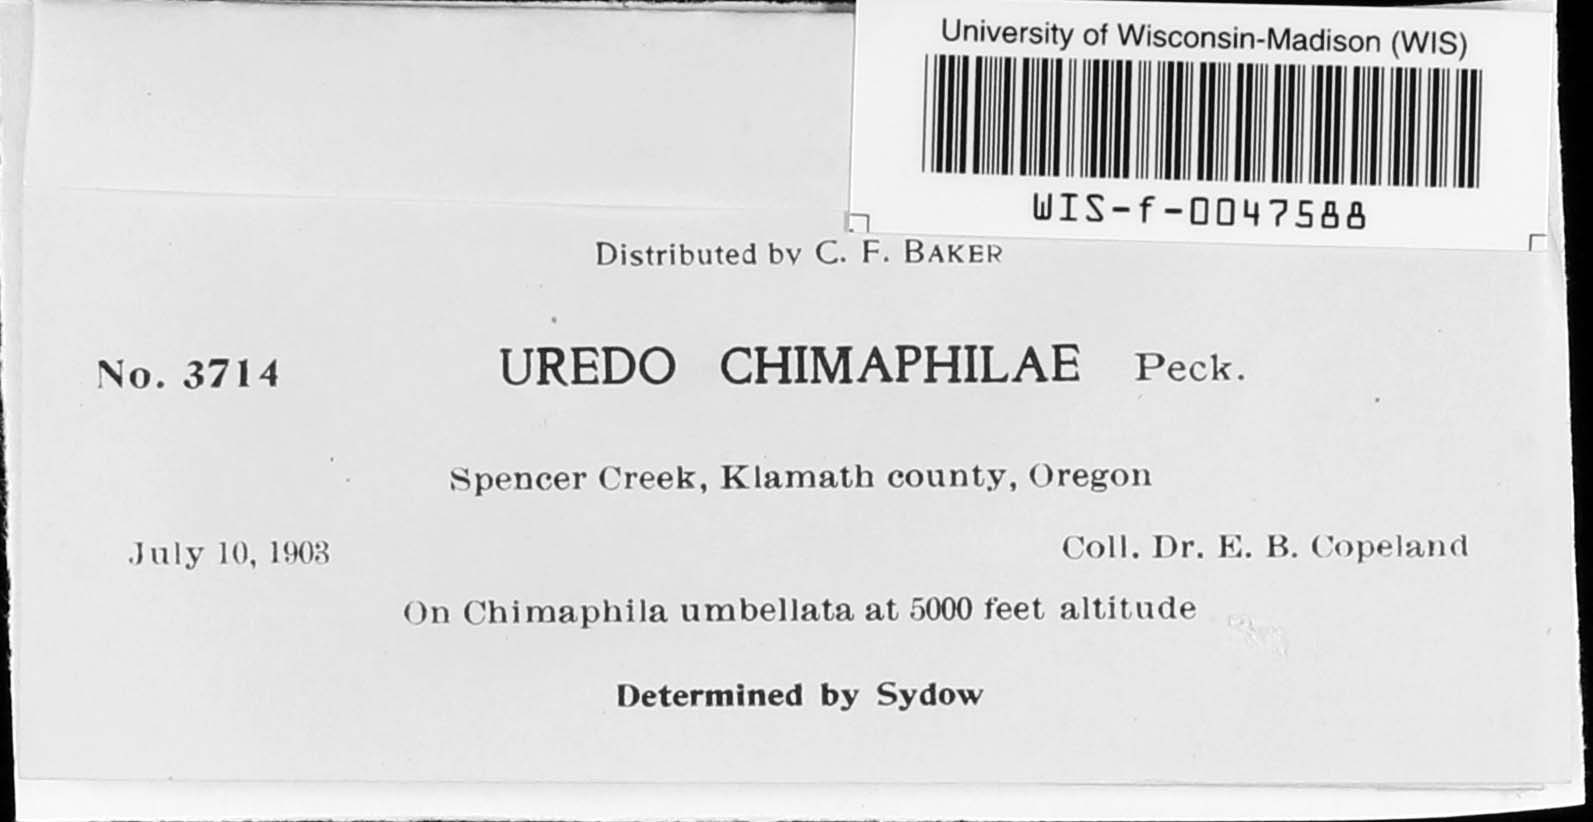 University of Wisconsin-Madison (WIS)
WIS-f-0047588
Distributed by C. F. BAKER
No. 3714 UREDO CHIMAPHILAE Peck.
Spencer Creek, Klamath county, Oregon
July 10, 1903 Coll. Dr. E. B. Copeland
On Chimaphila umbellata at 5000 feet altitude
Determined by Sydow